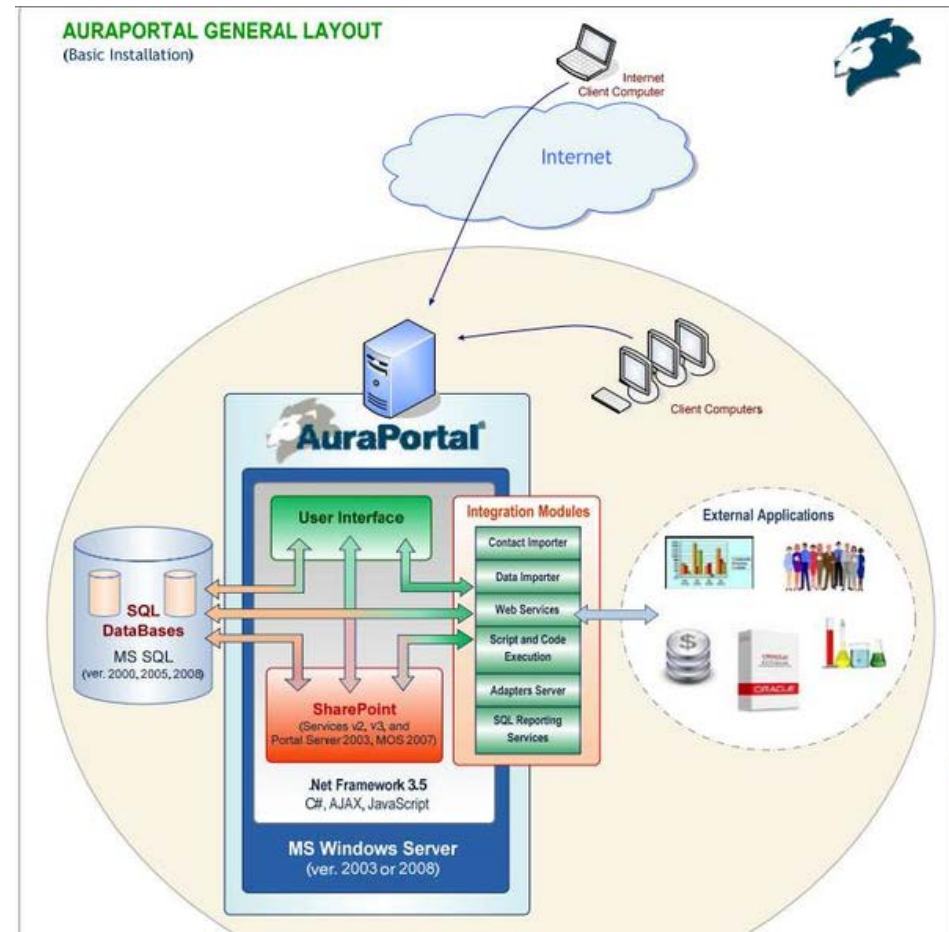 AURAPORTAL GENERAL LAYOUT
(Basic Installation)
Internet
Client Computer
Internet
Client Computers
AuraPortal
User Interface
Integration Modules
Contact Importer
Data Importer
Web Services
Script and Code
Execution
Adapters Server
SQL Reporting
Services
External Applications
ORACLE
SQL
DataBases
MS SQL
(ver. 2000, 2005, 2008)
SharePoint
(Services v2, v3, and
Portal Server 2003, MOS 2007)
.Net Framework 3.5
C#, AJAX, JavaScript
MS Windows Server
(ver. 2003 or 2008)